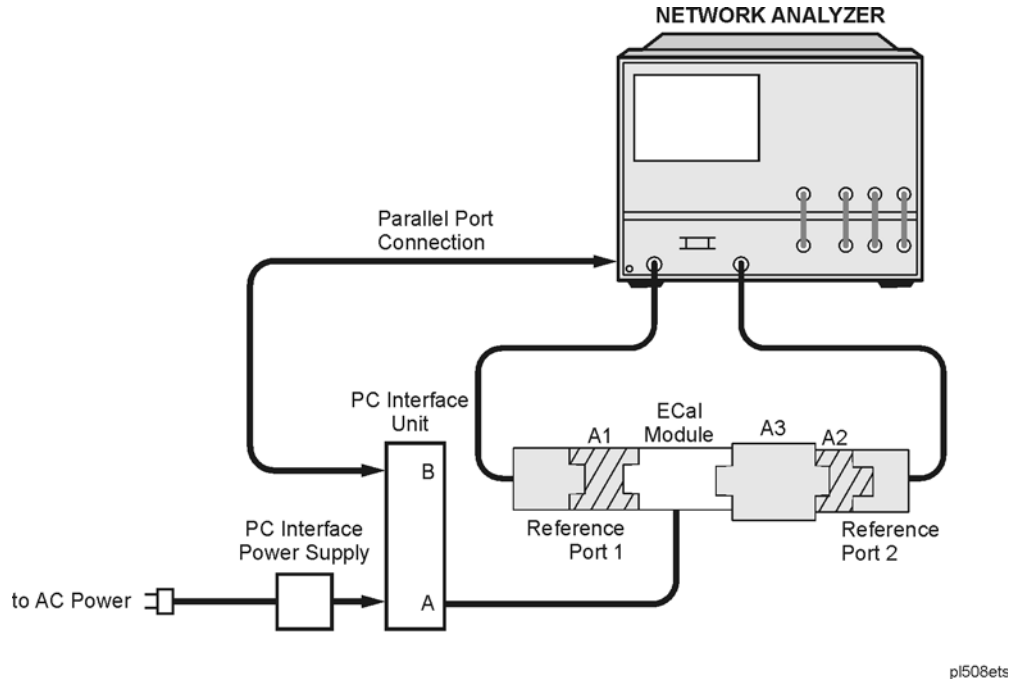 NETWORK ANALYZER
Parallel Port
Connection
PC Interface
Unit
ECal
Module
A1
A3
A2
B
Reference
Port 1
Reference
Port 2
PC Interface
Power Supply
to AC Power
A
pl508ets